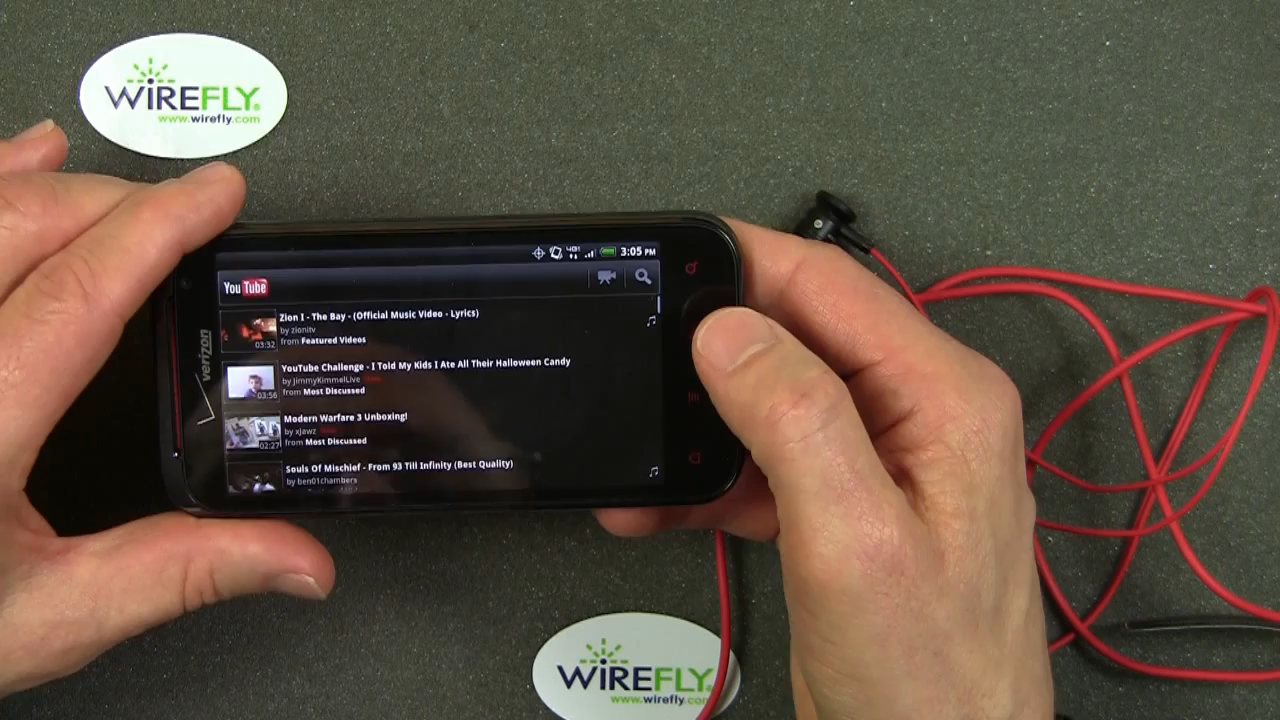 WIREFLY
www.wirefly.com
3:05 PM
YouTube
Zion I - The Bay - (Official Music Video - Lyrics)
by zionitv
from Featured Videos
03:32
YouTube Challenge - I Told My Kids I Ate All Their Halloween Candy
by JimmyKimmelLive
from Most Discussed
03:56
Modern Warfare 3 Unboxing!
by xJawz
from Most Discussed
02:27
Souls Of Mischief - From 93 Till Infinity (Best Quality)
by ben01chambers
verizon
WIREFLY
www.wirefly.com